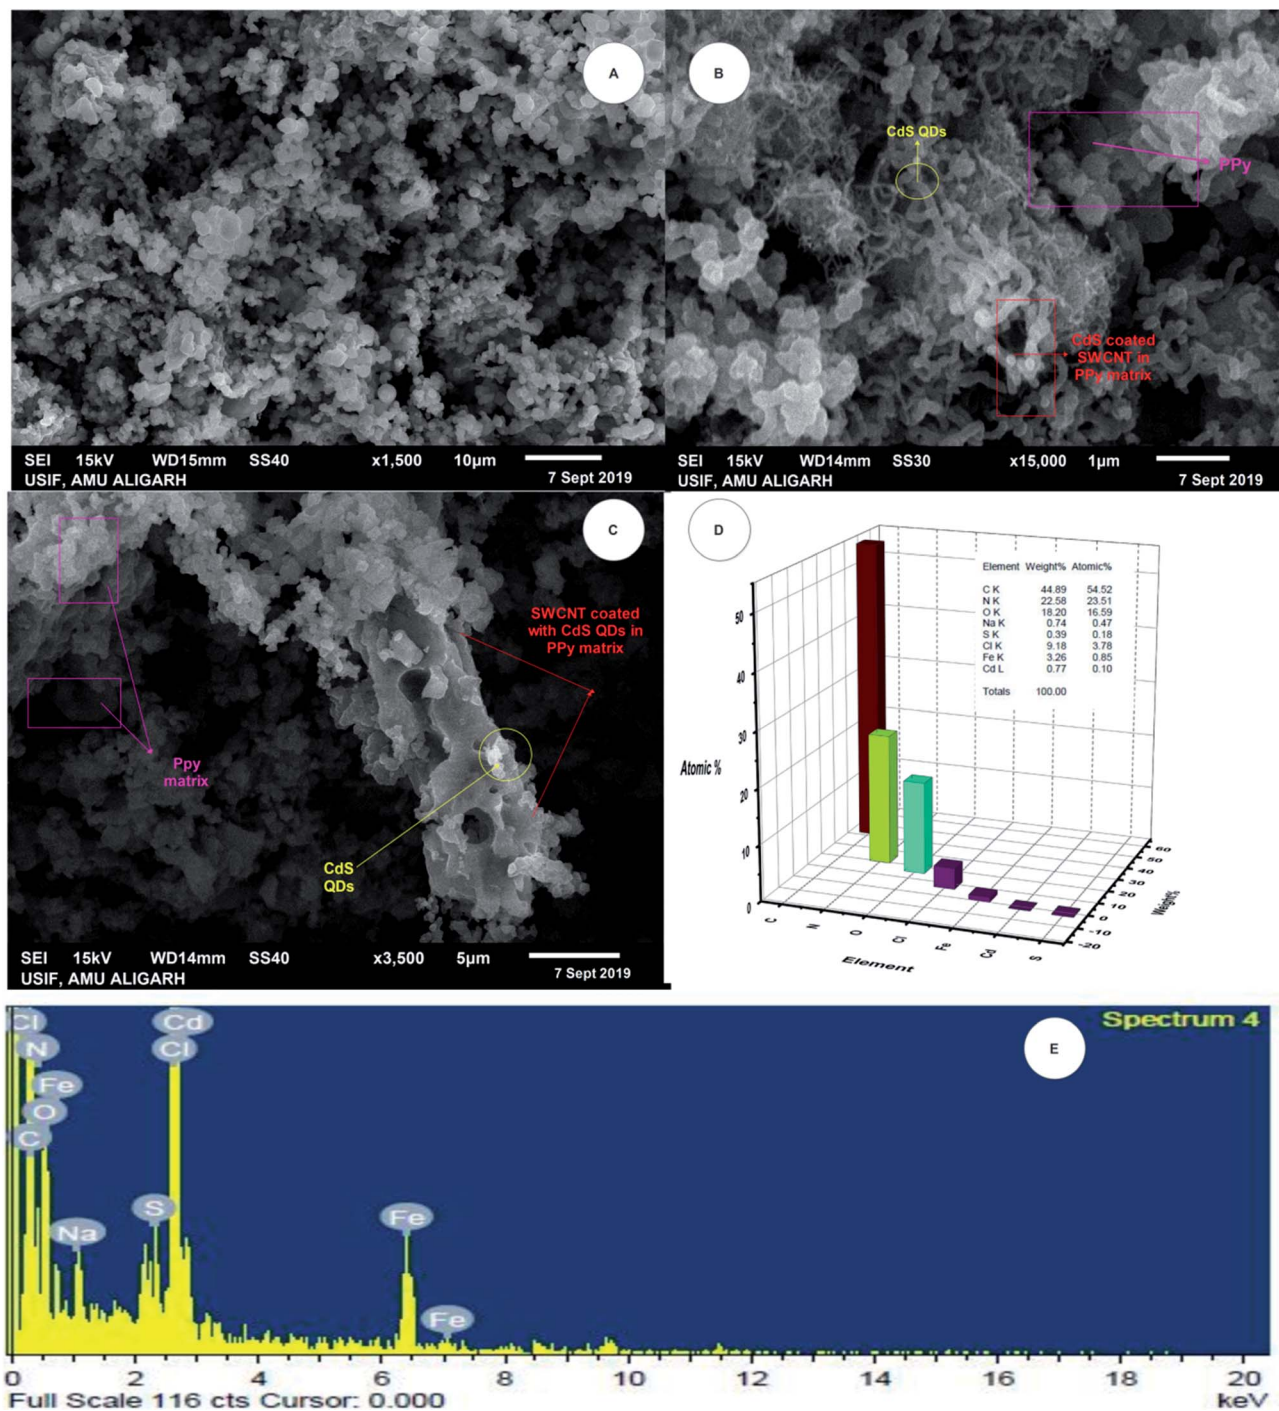 A
SEI 15kV WD15mm SS40 x1,500 10µm
USIF, AMU ALIGARH 7 Sept 2019
B
CdS QDs
PPy
CdS coated
SWCNT in
PPy matrix
SEI 15kV WD14mm SS30 x15,000 1µm
USIF, AMU ALIGARH 7 Sept 2019
C
SWCNT coated
with CdS QDs in
PPy matrix
Ppy
matrix
CdS
QDs
SEI 15kV WD14mm SS40 x3,500 5µm
USIF, AMU ALIGARH 7 Sept 2019
D
Element Weight% Atomic%
C K 44.89 54.52
N K 22.58 23.51
O K 18.20 16.59
Na K 0.74 0.47
S K 0.39 0.18
Cl K 9.18 3.78
Fe K 3.26 0.85
Cd L 0.77 0.10
Totals 100.00
50
40
30
20
10
0
Atomic %
C N O Cl Fe Cd S
Element
60
50
40
30
20
10
0
-10
-20
Weight%
Spectrum 4
E
Cl Cd
N Cl
Fe
O
C
S
Na
Fe
Fe
0 2 4 6 8 10 12 14 16 18 20
Full Scale 116 cts Cursor: 0.000 keV